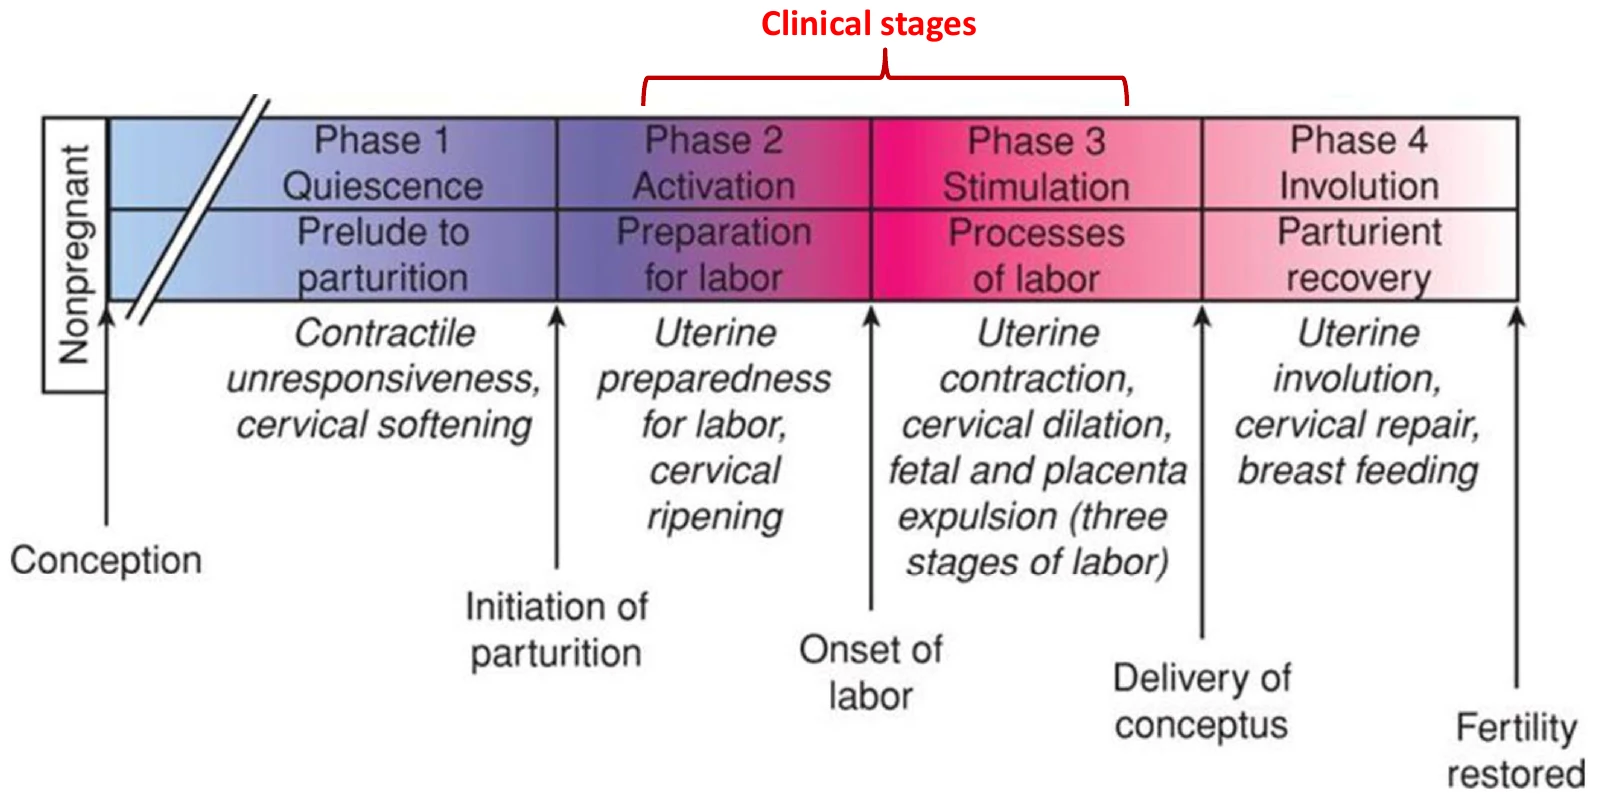 Clinical stages
Nonpregnant
Phase 1
Quiescence
Prelude to
parturition
Contractile
unresponsiveness,
cervical softening
Phase 2
Activation
Preparation
for labor
Uterine
preparedness
for labor,
cervical
ripening
Phase 3
Stimulation
Processes
of labor
Uterine
contraction,
cervical dilation,
fetal and placenta
expulsion (three
stages of labor)
Phase 4
Involution
Parturient
recovery
Uterine
involution,
cervical repair,
breast feeding
Conception
Initiation of
parturition
Onset of
labor
Delivery of
conceptus
Fertility
restored